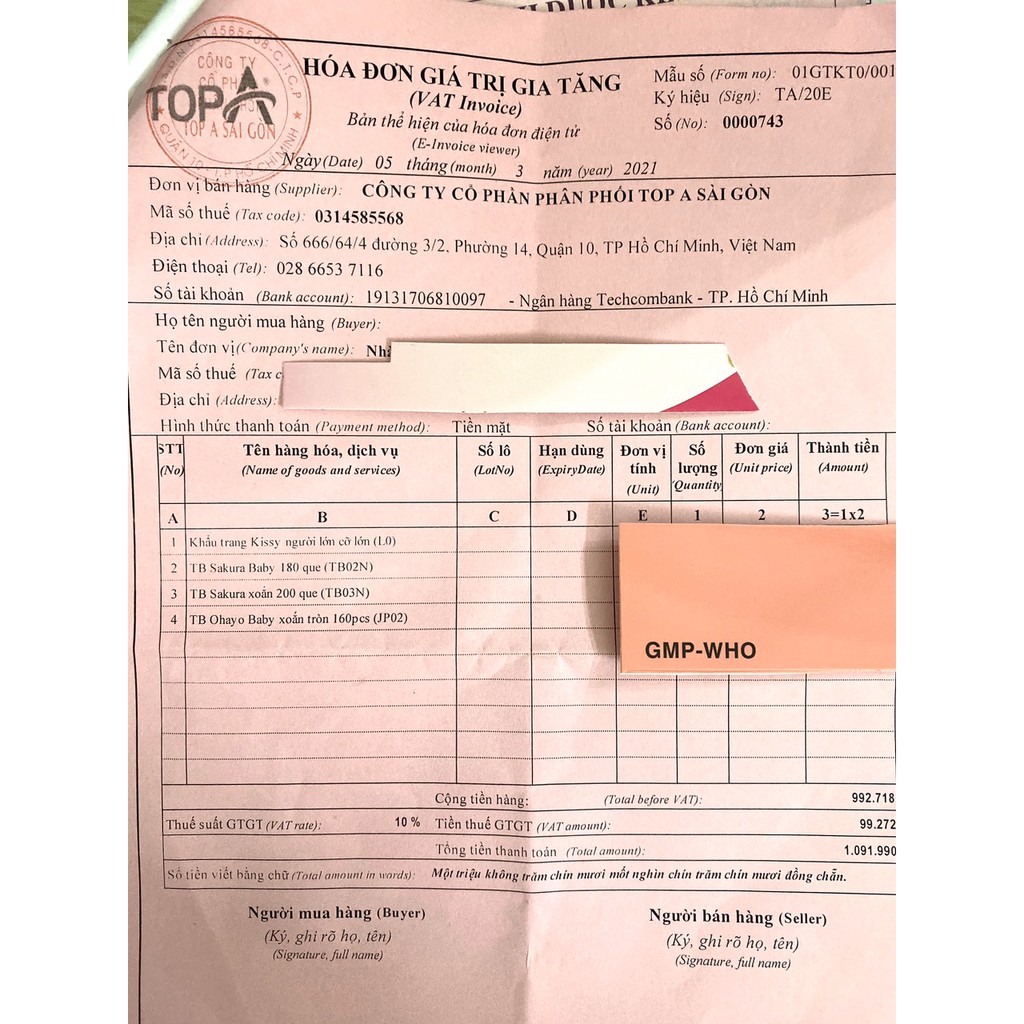 CÔNG TY
CỔ PH
TOP A
TOP A SÀI GÒN
HÓA ĐƠN GIÁ TRỊ GIA TĂNG
(VAT Invoice)
Bản thể hiện của hóa đơn điện tử
(E-Invoice viewer)
Ngày(Date) 05 tháng(month) 3 năm (year) 2021
Mẫu số (Form no): 01GTKT0/001
Ký hiệu (Sign): TA/20E
Số (No): 0000743
Đơn vị bán hàng (Supplier): CÔNG TY CỔ PHẦN PHÂN PHỐI TOP A SÀI GÒN
Mã số thuế (Tax code): 0314585568
Địa chỉ (Address): Số 666/64/4 đường 3/2, Phường 14, Quận 10, TP Hồ Chí Minh, Việt Nam
Điện thoại (Tel): 028 6653 7116
Số tài khoản (Bank account): 19131706810097 - Ngân hàng Techcombank - TP. Hồ Chí Minh
Họ tên người mua hàng (Buyer):
Tên đơn vị(Company's name): Nhà
Mã số thuế (Tax c
Địa chỉ (Address):
Hình thức thanh toán (Payment method): Tiền mặt Số tài khoản (Bank account):
STT Tên hàng hóa, dịch vụ Số lô Hạn dùng Đơn vị tính Số lượng Đơn giá Thành tiền
(No) (Name of goods and services) (LotNo) (ExpiryDate) (Unit) (Quantity (Unit price) (Amount)
A B C D E 1 2 3=1x2
1 Khẩu trang Kissy người lớn cỡ lớn (L0)
2 TB Sakura Baby 180 que (TB02N)
3 TB Sakura xoắn 200 que (TB03N)
4 TB Ohayo Baby xoắn tròn 160pcs (JP02)
GMP-WHO
Cộng tiền hàng: (Total before VAT): 992.718
Thuế suất GTGT (VAT rate): 10 % Tiền thuế GTGT (VAT amount): 99.272
Tổng tiền thanh toán (Total amount): 1.091.990
Số tiền viết bằng chữ (Total amount in words): Một triệu không trăm chín mươi mốt nghìn chín trăm chín mươi đồng chẵn.
Người mua hàng (Buyer) Người bán hàng (Seller)
(Ký, ghi rõ họ, tên) (Ký, ghi rõ họ, tên)
(Signature, full name) (Signature, full name)